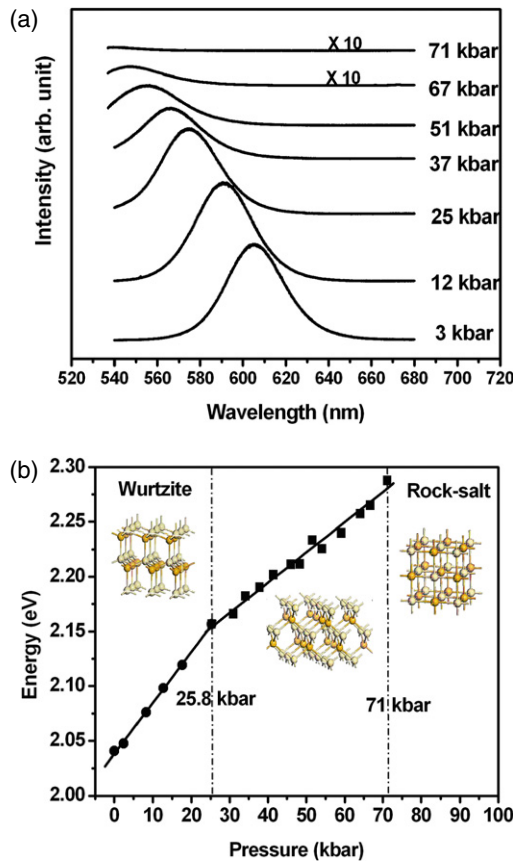 (a)
Intensity (arb. unit)
X 10
71 kbar
X 10
67 kbar
51 kbar
37 kbar
25 kbar
12 kbar
3 kbar
520 540 560 580 600 620 640 660 680 700 720
Wavelength (nm)
(b)
Energy (eV)
2.30
2.25
2.20
2.15
2.10
2.05
2.00
Wurtzite
Rock-salt
25.8 kbar
71 kbar
0 10 20 30 40 50 60 70 80 90 100
Pressure (kbar)